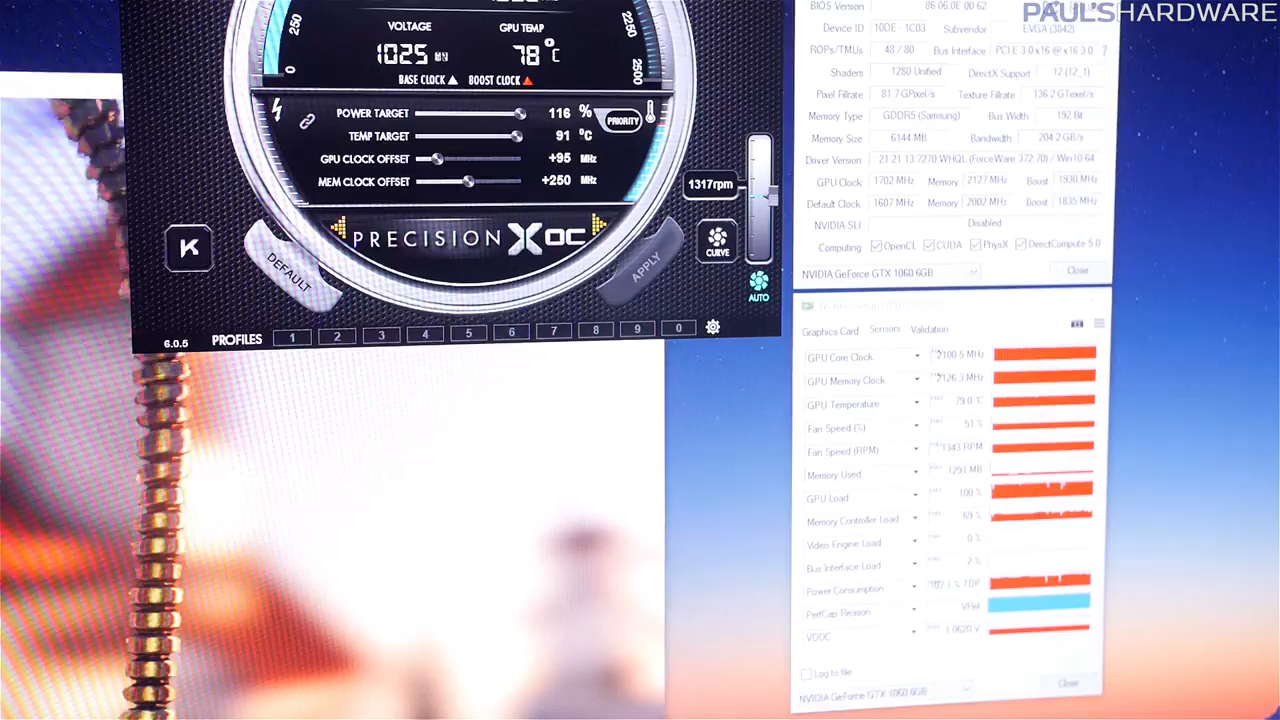 PAULSHARDWARE
250
0
VOLTAGE
1025
GPU TEMP
78 °C
2250
2500
BASE CLOCK BOOST CLOCK
POWER TARGET 116 % PRIORITY
TEMP TARGET 91 °C
GPU CLOCK OFFSET +95 MHz
MEM CLOCK OFFSET +250 MHz
1317rpm
K
PRECISION XOC
CURVE
DEFAULT
APPLY
AUTO
6.0.5
PROFILES 1 2 3 4 5 6 7 8 9 0
BIOS Version 86 06 0E 00 62
Device ID 10DE - 1C03 Subvendor EVGA (3842)
ROPs/TMUs 48 / 80 Bus Interface PCI-E 3.0 x16 @ x16 3.0 ?
Shaders 1280 Unified DirectX Support 12 (12_1)
Pixel Fillrate 81.7 GPixel/s Texture Fillrate 136.2 GTexel/s
Memory Type GDDR5 (Samsung) Bus Width 192 Bit
Memory Size 6144 MB Bandwidth 204.2 GB/s
Driver Version 21.21.13.7270 WHQL (ForceWare 372.70) / Win10 64
GPU Clock 1702 MHz Memory 2127 MHz Boost 1930 MHz
Default Clock 1607 MHz Memory 2002 MHz Boost 1835 MHz
NVIDIA SLI Disabled
Computing OpenCL CUDA PhysX DirectCompute 5.0
NVIDIA GeForce GTX 1060 6GB Close
Graphics Card Sensors Validation
GPU Core Clock 2100.5 MHz
GPU Memory Clock 2126.3 MHz
GPU Temperature 79.0 °C
Fan Speed (%) 51 %
Fan Speed (RPM) 1343 RPM
Memory Used 1251 MB
GPU Load 100 %
Memory Controller Load 69 %
Video Engine Load 0 %
Bus Interface Load 2 %
Power Consumption 107.1 % TDP
PerfCap Reason VRel
VDDC 1.0620 V
Log to file
NVIDIA GeForce GTX 1060 6GB Close